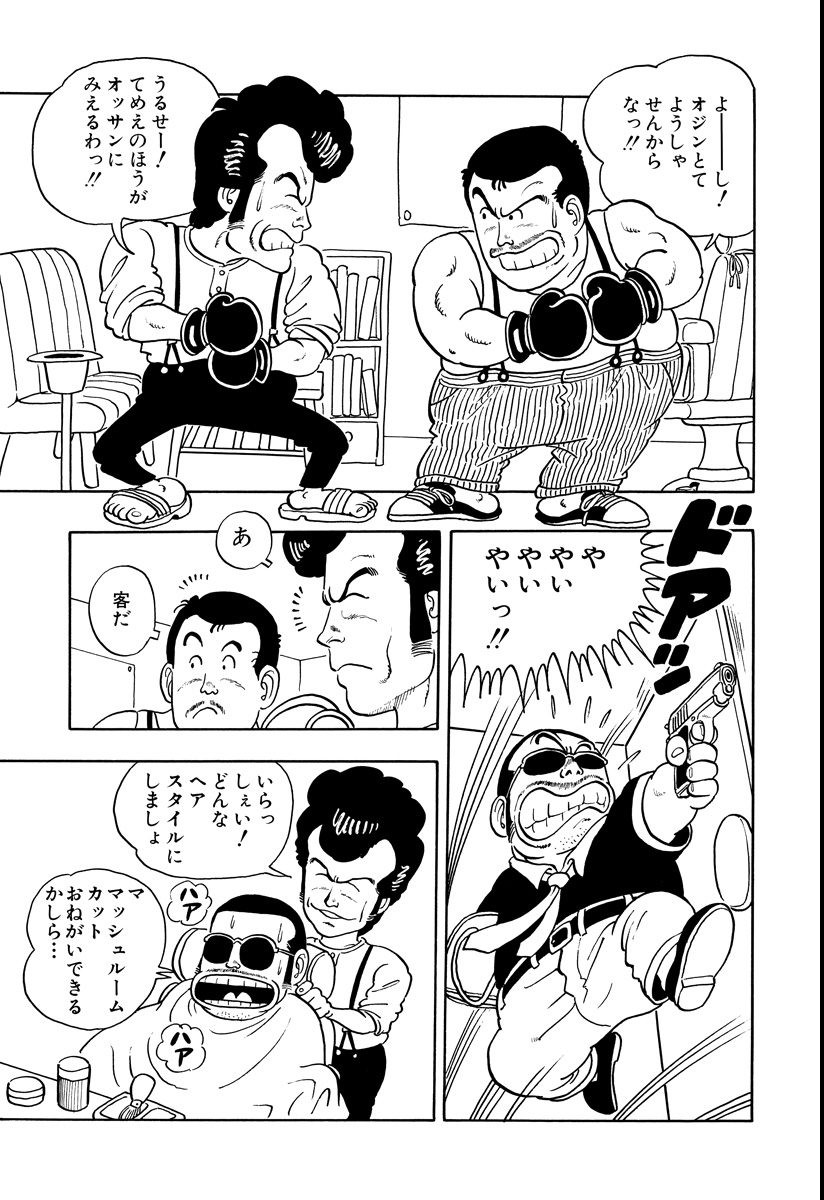 よ──し!
オジンとて
ようしゃ
せんから
なっ!!
うるせー!
てめえのほうが
オッサンに
みえるわっ!!
ドアッ
や
やい
やい
やいっ!!
あ
客だ
いらっ
しぇい!
どんな
ヘア
スタイルに
しましょ
ハァ
マ
マッシュルーム
カット
おねがいできる
かしら…
ハァ